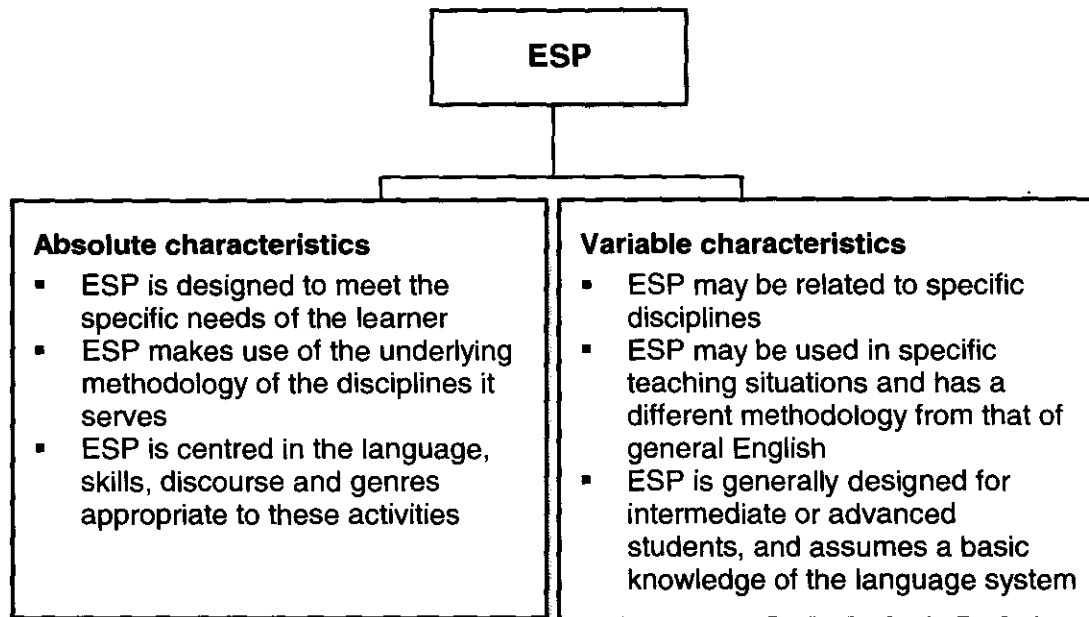 ESP
Absolute characteristics
▪ ESP is designed to meet the
specific needs of the learner
▪ ESP makes use of the underlying
methodology of the disciplines it
serves
▪ ESP is centred in the language,
skills, discourse and genres
appropriate to these activities
Variable characteristics
▪ ESP may be related to specific
disciplines
▪ ESP may be used in specific
teaching situations and has a
different methodology from that of
general English
▪ ESP is generally designed for
intermediate or advanced
students, and assumes a basic
knowledge of the language system